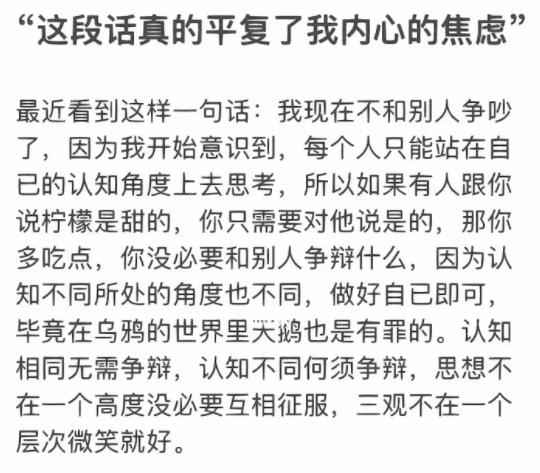 “这段话真的平复了我内心的焦虑”
最近看到这样一句话：我现在不和别人争吵
了，因为我开始意识到，每个人只能站在自
已的认知角度上去思考，所以如果有人跟你
说柠檬是甜的，你只需要对他说是的，那你
多吃点，你没必要和别人争辩什么，因为认
知不同所处的角度也不同，做好自已即可，
毕竟在乌鸦的世界里天鹅也是有罪的。认知
相同无需争辩，认知不同何须争辩，思想不
在一个高度没必要互相征服，三观不在一个
层次微笑就好。